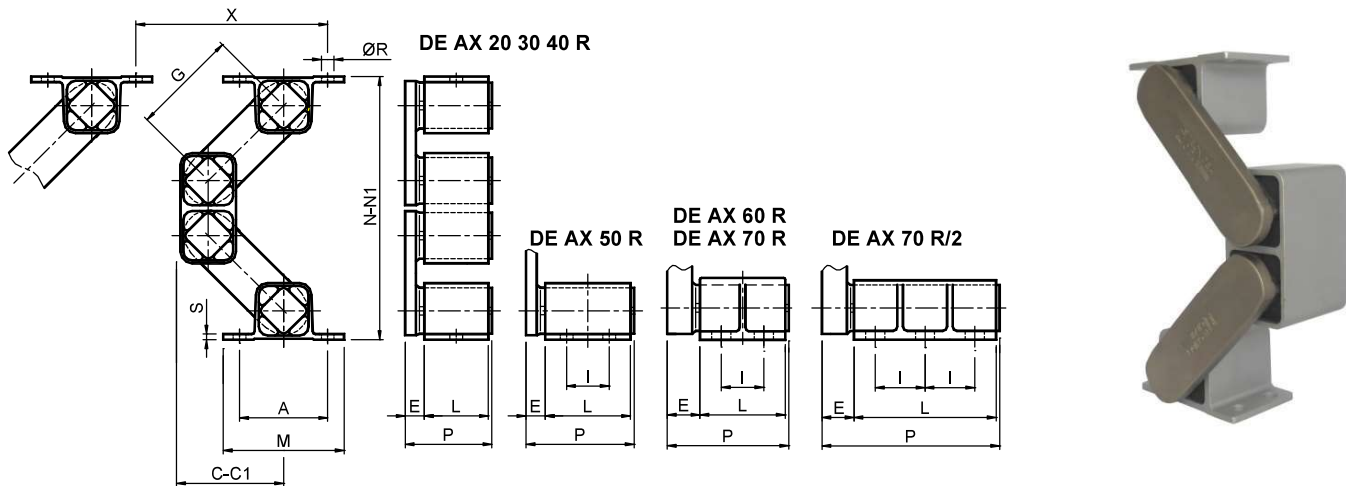 X
DE AX 20 30 40 R
ØR
G
N-N1
DE AX 60 R
DE AX 50 R
DE AX 70 R
DE AX 70 R/2
S
I
I
I
I
A
E
L
E
L
E
L
E
L
M
P
P
P
P
C-C1